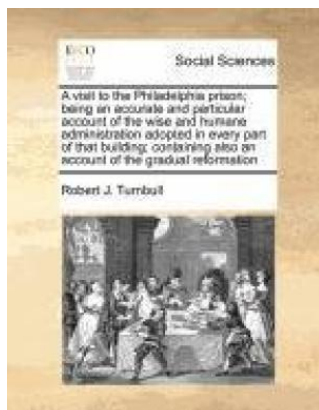 ECCO
Social Sciences
A visit to the Philadelphia prison;
being an accurate and particular
account of the wise and humane
administration adopted in every part
of that building; containing also an
account of the gradual reformation
Robert J. Turnbull